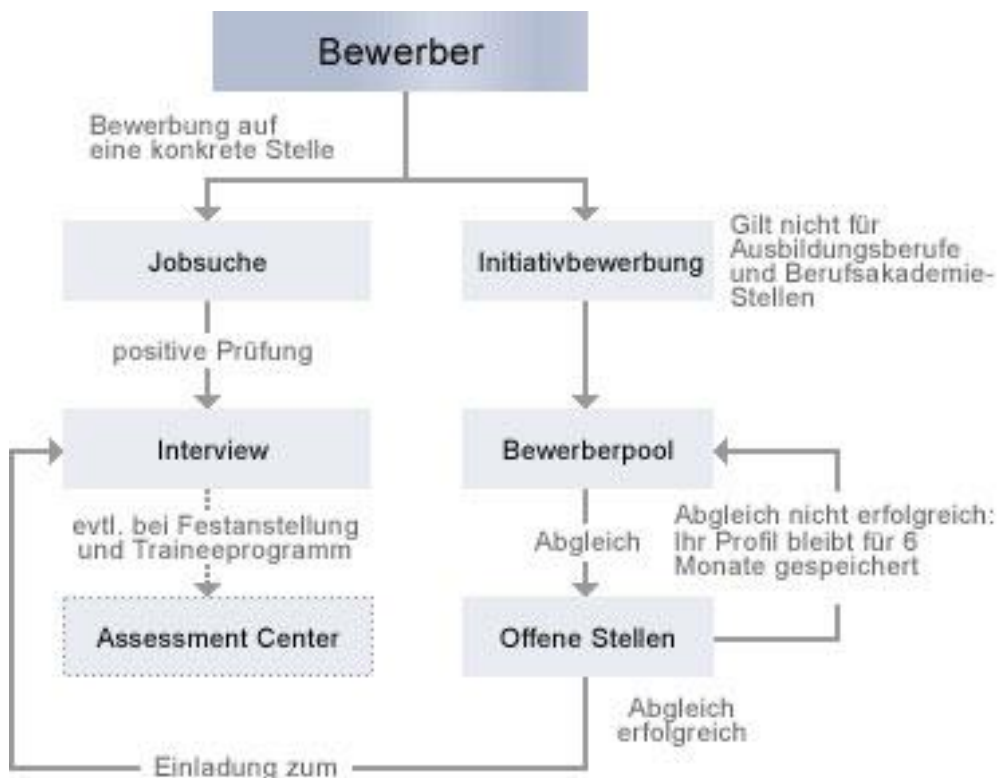 Bewerber
Bewerbung auf
eine konkrete Stelle
Jobsuche
Initiativbewerbung
Gilt nicht für
Ausbildungsberufe
und Berufsakademie-
Stellen
positive Prüfung
Interview
Bewerberpool
evtl. bei Festanstellung
und Traineeprogramm
Abgleich
Abgleich nicht erfolgreich:
Ihr Profil bleibt für 6
Monate gespeichert
Assessment Center
Offene Stellen
Abgleich
erfolgreich
Einladung zum